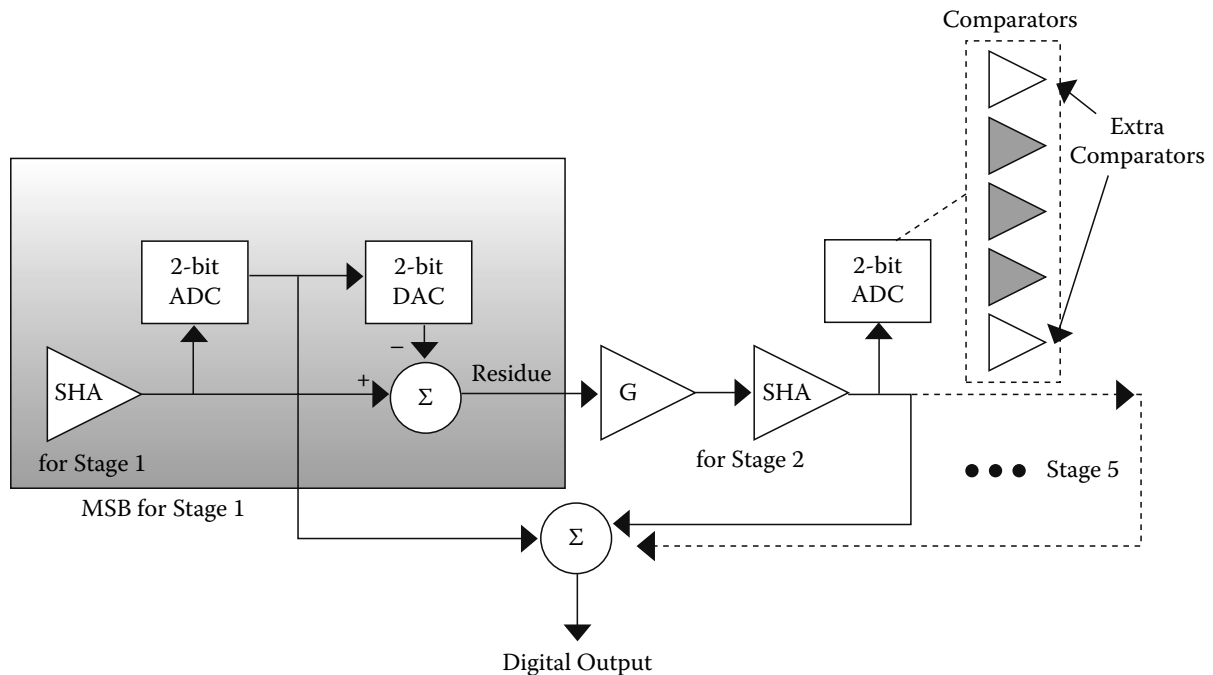 Comparators
Extra
Comparators
2-bit
ADC
2-bit
DAC
2-bit
ADC
–
+
SHA
Σ
Residue
G
SHA
for Stage 1
for Stage 2
Stage 5
MSB for Stage 1
Σ
Digital Output